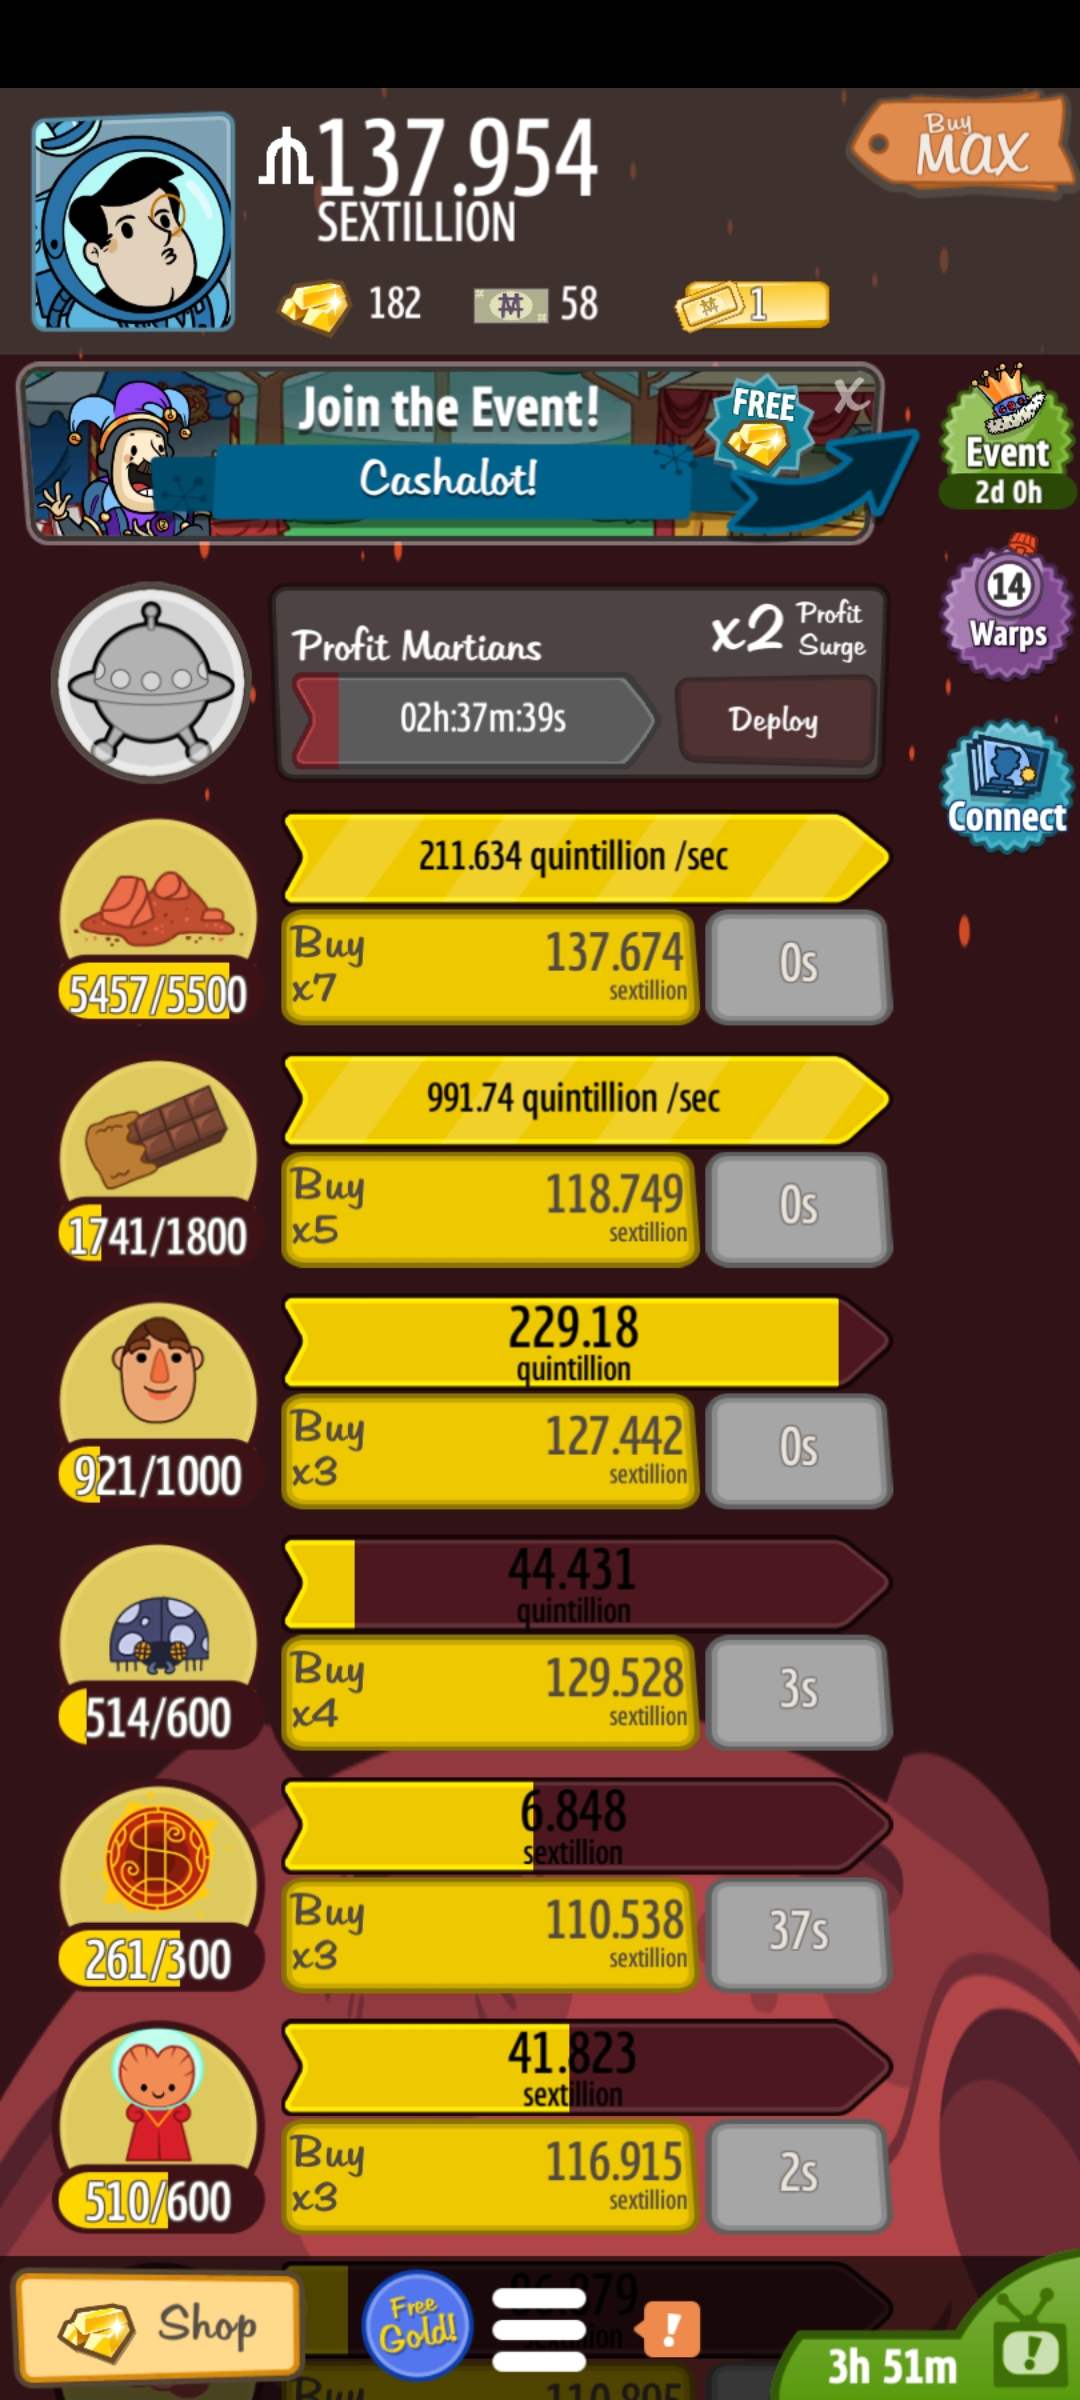 137.954
SEXTILLION
Buy
MAX
182
58
1
Join the Event!
FREE
X
Cashalot!
Event
2d 0h
14
Warps
Connect
Profit Martians
x2 Profit
Surge
02h:37m:39s
Deploy
211.634 quintillion /sec
Buy
x7
137.674
sextillion
0s
5457/5500
991.74 quintillion /sec
Buy
x5
118.749
sextillion
0s
1741/1800
229.18
quintillion
Buy
x3
127.442
sextillion
0s
921/1000
44.431
quintillion
Buy
x4
129.528
sextillion
3s
514/600
6.848
sextillion
Buy
x3
110.538
sextillion
37s
261/300
41.823
sextillion
Buy
x3
116.915
sextillion
2s
510/600
Shop
Free
Gold!
!
3h 51m
!
Buy